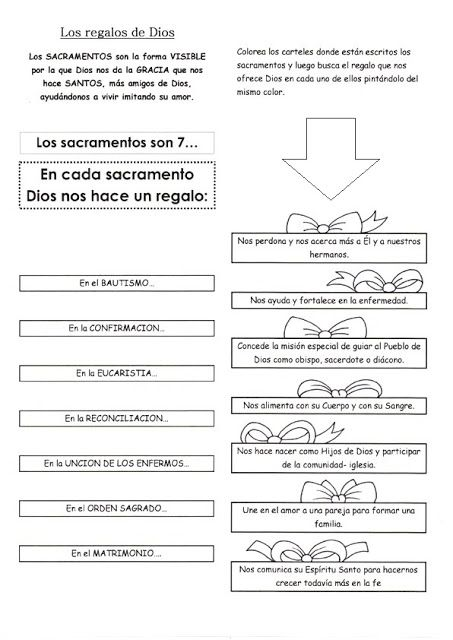 Los regalos de Dios
Los SACRAMENTOS son la forma VISIBLE
por la que Dios nos da la GRACIA que nos
hace SANTOS, más amigos de Dios,
ayudándonos a vivir imitando su amor.
Los sacramentos son 7...
En cada sacramento
Dios nos hace un regalo:
En el BAUTISMO...
En la CONFIRMACION...
En la EUCARISTIA...
En la RECONCILIACION...
En la UNCION DE LOS ENFERMOS...
En el ORDEN SAGRADO...
En el MATRIMONIO....
Colorea los carteles donde están escritos los
sacramentos y luego busca el regalo que nos
ofrece Dios en cada uno de ellos pintándolo del
mismo color.
Nos perdona y nos acerca más a Él y a nuestros
hermanos.
Nos ayuda y fortalece en la enfermedad.
Concede la misión especial de guiar al Pueblo de
Dios como obispo, sacerdote o diácono.
Nos alimenta con su Cuerpo y con su Sangre.
Nos hace nacer como Hijos de Dios y participar
de la comunidad- iglesia.
Une en el amor a una pareja para formar una
familia.
Nos comunica su Espíritu Santo para hacernos
crecer todavía más en la fe